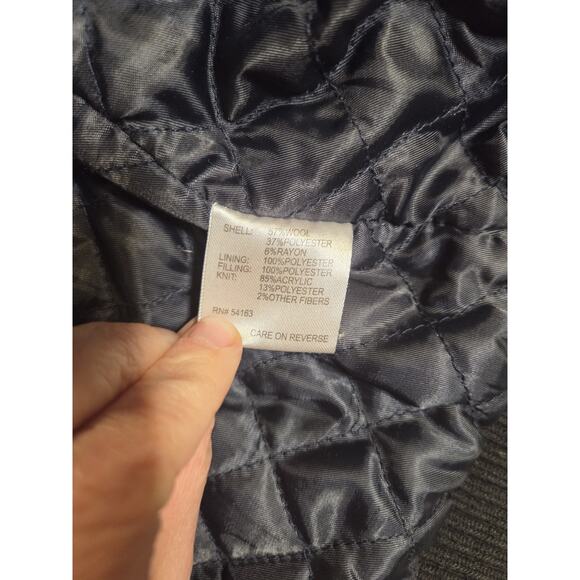 SHELL: 57%WOOL
37%POLYESTER
6%RAYON
LINING: 100%POLYESTER
FILLING: 100%POLYESTER
KNIT: 85%ACRYLIC
13%POLYESTER
2%OTHER FIBERS
RN# 54163
CARE ON REVERSE